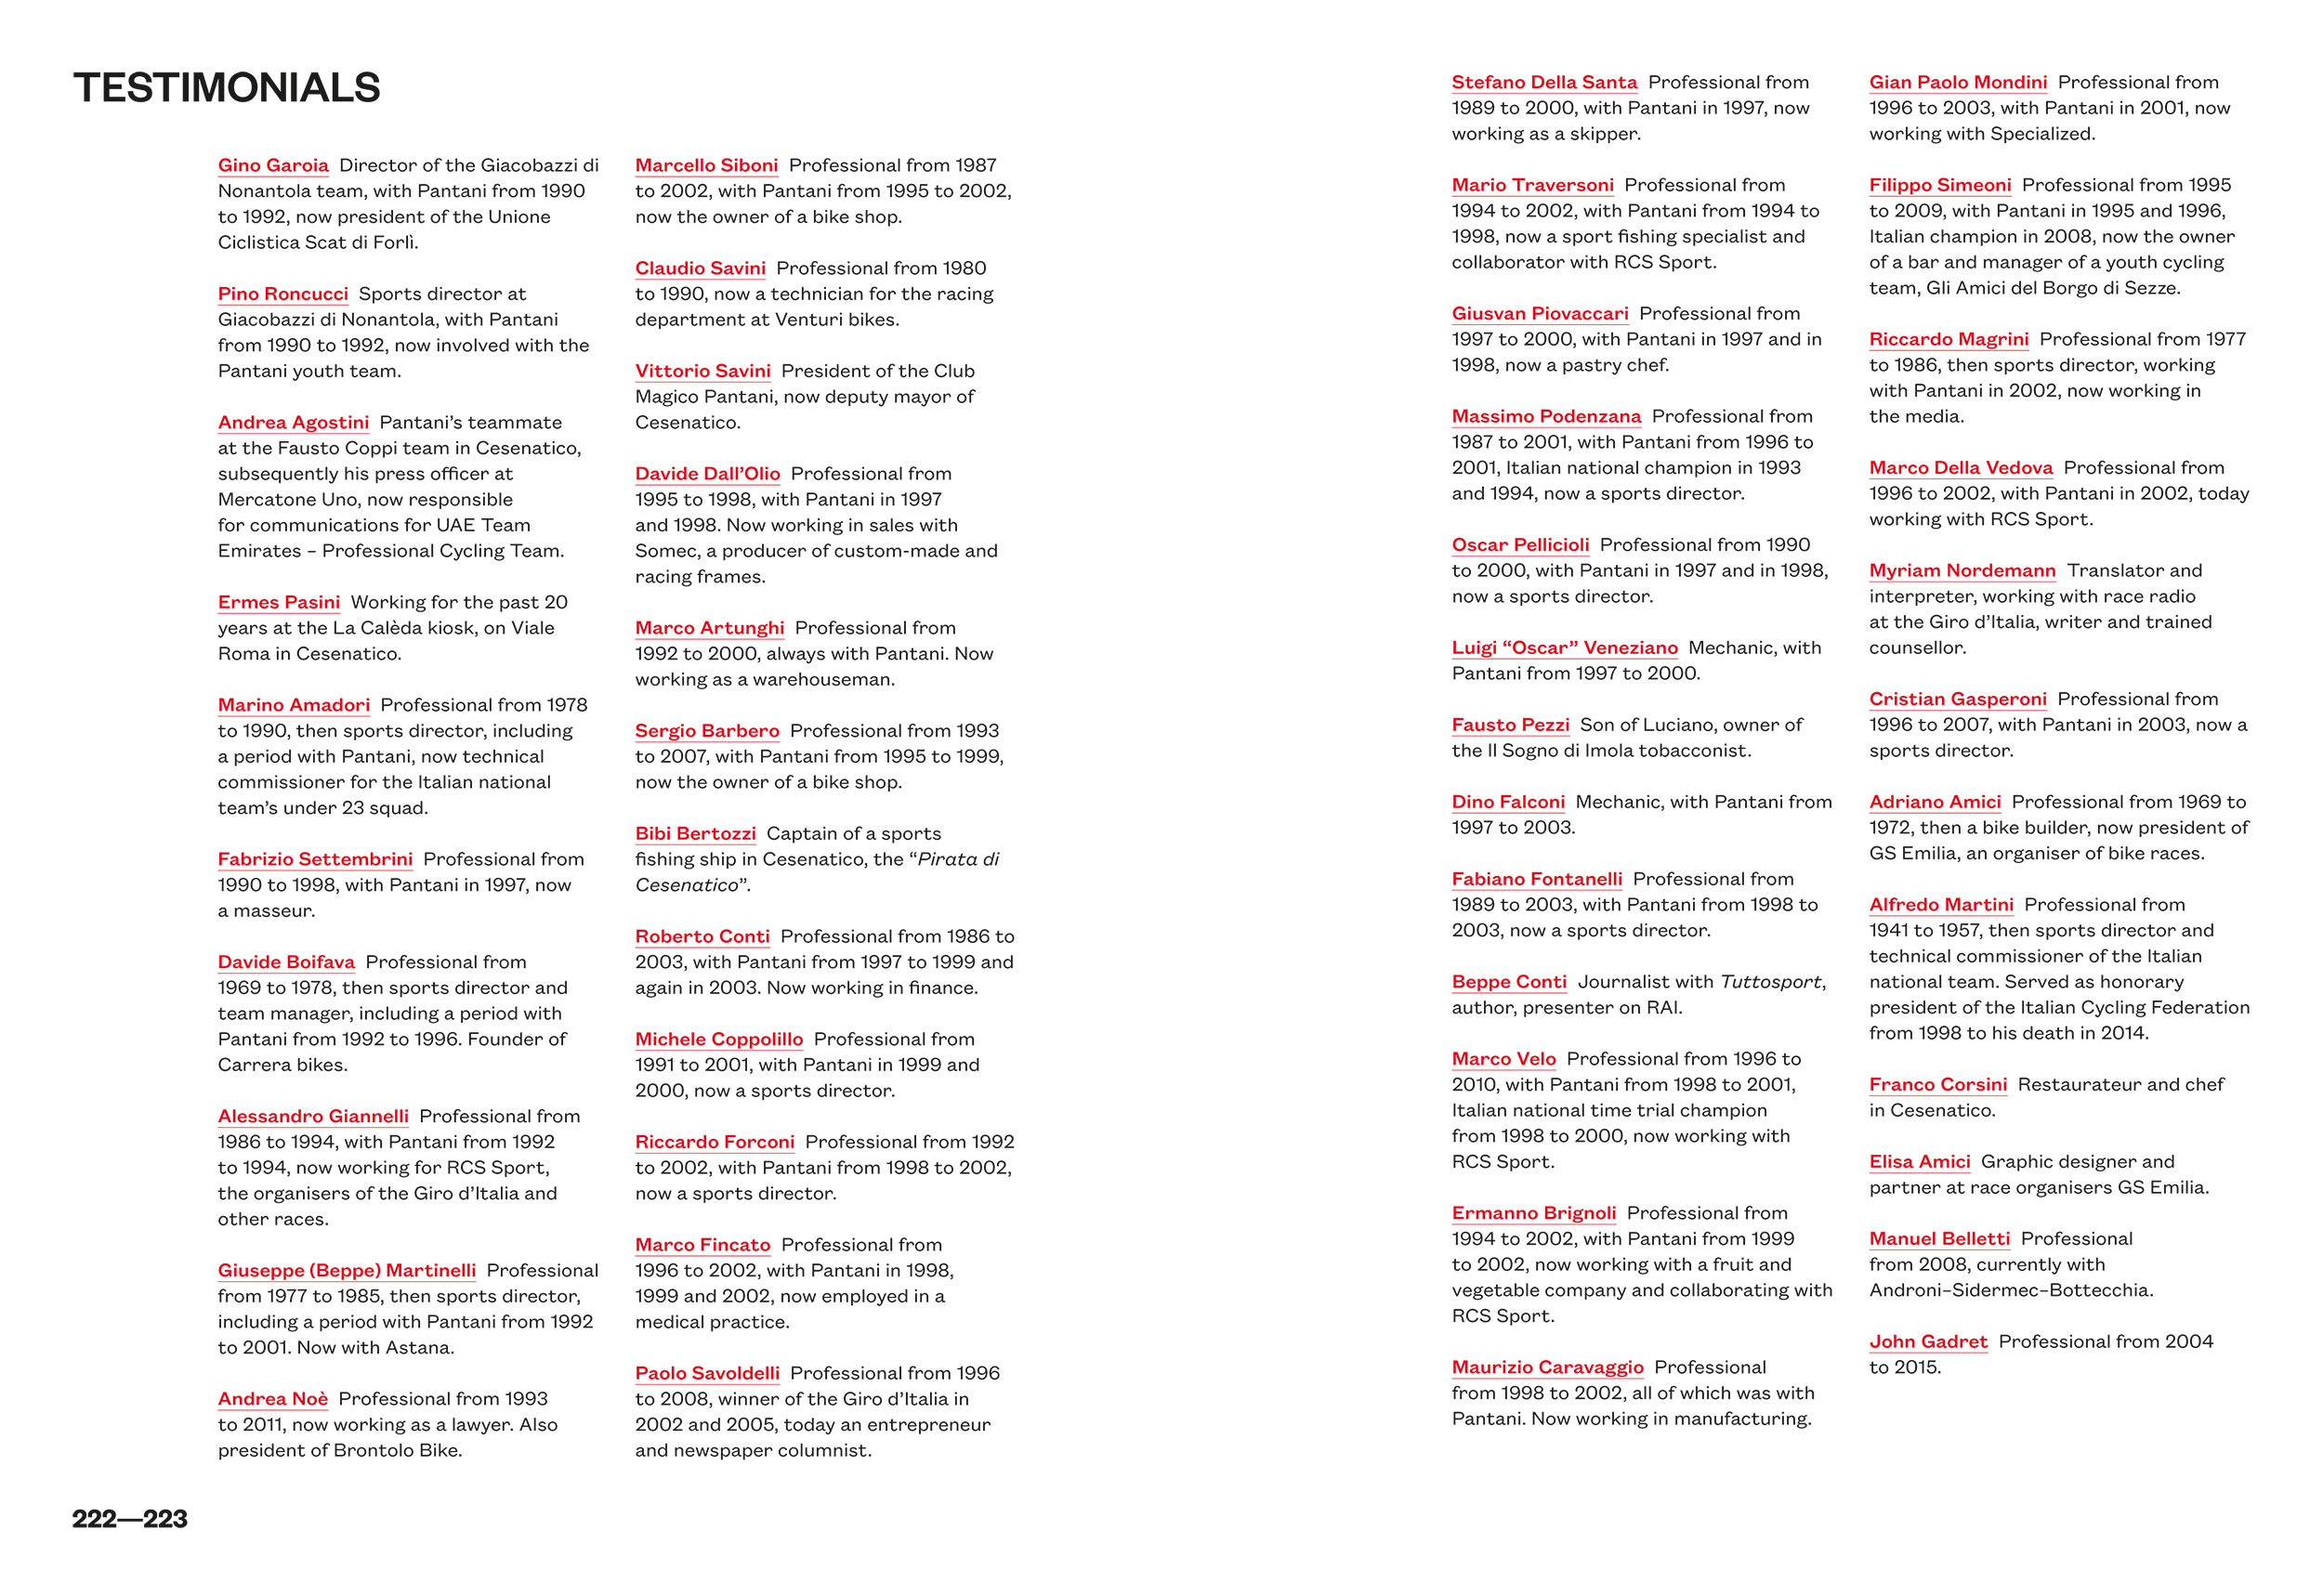 TESTIMONIALS
Gino Garoia Director of the Giacobazzi di
Nonantola team, with Pantani from 1990
to 1992, now president of the Unione
Ciclistica Scat di Forlì.
Pino Roncucci Sports director at
Giacobazzi di Nonantola, with Pantani
from 1990 to 1992, now involved with the
Pantani youth team.
Andrea Agostini Pantani’s teammate
at the Fausto Coppi team in Cesenatico,
subsequently his press officer at
Mercatone Uno, now responsible
for communications for UAE Team
Emirates – Professional Cycling Team.
Ermes Pasini Working for the past 20
years at the La Calèda kiosk, on Viale
Roma in Cesenatico.
Marino Amadori Professional from 1978
to 1990, then sports director, including
a period with Pantani, now technical
commissioner for the Italian national
team’s under 23 squad.
Fabrizio Settembrini Professional from
1990 to 1998, with Pantani in 1997, now
a masseur.
Davide Boifava Professional from
1969 to 1978, then sports director and
team manager, including a period with
Pantani from 1992 to 1996. Founder of
Carrera bikes.
Alessandro Giannelli Professional from
1986 to 1994, with Pantani from 1992
to 1994, now working for RCS Sport,
the organisers of the Giro d’Italia and
other races.
Giuseppe (Beppe) Martinelli Professional
from 1977 to 1985, then sports director,
including a period with Pantani from 1992
to 2001. Now with Astana.
Andrea Noè Professional from 1993
to 2011, now working as a lawyer. Also
president of Brontolo Bike.
Marcello Siboni Professional from 1987
to 2002, with Pantani from 1995 to 2002,
now the owner of a bike shop.
Claudio Savini Professional from 1980
to 1990, now a technician for the racing
department at Venturi bikes.
Vittorio Savini President of the Club
Magico Pantani, now deputy mayor of
Cesenatico.
Davide Dall’Olio Professional from
1995 to 1998, with Pantani in 1997
and 1998. Now working in sales with
Somec, a producer of custom-made and
racing frames.
Marco Artunghi Professional from
1992 to 2000, always with Pantani. Now
working as a warehouseman.
Sergio Barbero Professional from 1993
to 2007, with Pantani from 1995 to 1999,
now the owner of a bike shop.
Bibi Bertozzi Captain of a sports
fishing ship in Cesenatico, the “Pirata di
Cesenatico”.
Roberto Conti Professional from 1986 to
2003, with Pantani from 1997 to 1999 and
again in 2003. Now working in finance.
Michele Coppolillo Professional from
1991 to 2001, with Pantani in 1999 and
2000, now a sports director.
Riccardo Forconi Professional from 1992
to 2002, with Pantani from 1998 to 2002,
now a sports director.
Marco Fincato Professional from
1996 to 2002, with Pantani in 1998,
1999 and 2002, now employed in a
medical practice.
Paolo Savoldelli Professional from 1996
to 2008, winner of the Giro d’Italia in
2002 and 2005, today an entrepreneur
and newspaper columnist.
Stefano Della Santa Professional from
1989 to 2000, with Pantani in 1997, now
working as a skipper.
Mario Traversoni Professional from
1994 to 2002, with Pantani from 1994 to
1998, now a sport fishing specialist and
collaborator with RCS Sport.
Giusvan Piovaccari Professional from
1997 to 2000, with Pantani in 1997 and in
1998, now a pastry chef.
Massimo Podenzana Professional from
1987 to 2001, with Pantani from 1996 to
2001, Italian national champion in 1993
and 1994, now a sports director.
Oscar Pellicioli Professional from 1990
to 2000, with Pantani in 1997 and in 1998,
now a sports director.
Luigi “Oscar” Veneziano Mechanic, with
Pantani from 1997 to 2000.
Fausto Pezzi Son of Luciano, owner of
the Il Sogno di Imola tobacconist.
Dino Falconi Mechanic, with Pantani from
1997 to 2003.
Fabiano Fontanelli Professional from
1989 to 2003, with Pantani from 1998 to
2003, now a sports director.
Beppe Conti Journalist with Tuttosport,
author, presenter on RAI.
Marco Velo Professional from 1996 to
2010, with Pantani from 1998 to 2001,
Italian national time trial champion
from 1998 to 2000, now working with
RCS Sport.
Ermanno Brignoli Professional from
1994 to 2002, with Pantani from 1999
to 2002, now working with a fruit and
vegetable company and collaborating with
RCS Sport.
Maurizio Caravaggio Professional
from 1998 to 2002, all of which was with
Pantani. Now working in manufacturing.
Gian Paolo Mondini Professional from
1996 to 2003, with Pantani in 2001, now
working with Specialized.
Filippo Simeoni Professional from 1995
to 2009, with Pantani in 1995 and 1996,
Italian champion in 2008, now the owner
of a bar and manager of a youth cycling
team, Gli Amici del Borgo di Sezze.
Riccardo Magrini Professional from 1977
to 1986, then sports director, working
with Pantani in 2002, now working in
the media.
Marco Della Vedova Professional from
1996 to 2002, with Pantani in 2002, today
working with RCS Sport.
Myriam Nordemann Translator and
interpreter, working with race radio
at the Giro d’Italia, writer and trained
counsellor.
Cristian Gasperoni Professional from
1996 to 2007, with Pantani in 2003, now a
sports director.
Adriano Amici Professional from 1969 to
1972, then a bike builder, now president of
GS Emilia, an organiser of bike races.
Alfredo Martini Professional from
1941 to 1957, then sports director and
technical commissioner of the Italian
national team. Served as honorary
president of the Italian Cycling Federation
from 1998 to his death in 2014.
Franco Corsini Restaurateur and chef
in Cesenatico.
Elisa Amici Graphic designer and
partner at race organisers GS Emilia.
Manuel Belletti Professional
from 2008, currently with
Androni–Sidermec–Bottecchia.
John Gadret Professional from 2004
to 2015.
222—223